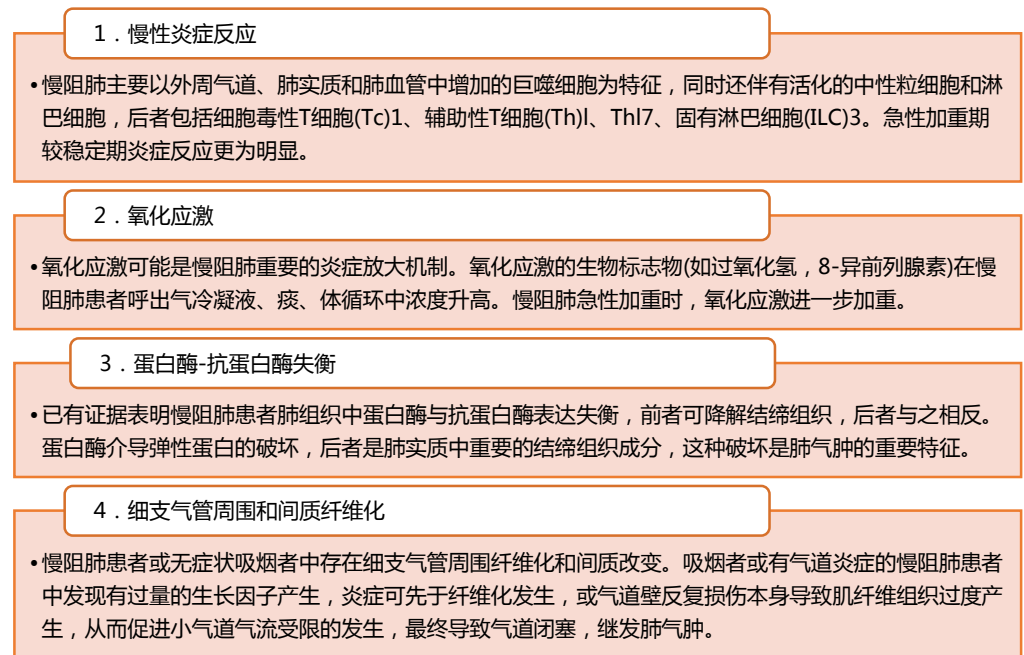 1．慢性炎症反应
•慢阻肺主要以外周气道、肺实质和肺血管中增加的巨噬细胞为特征，同时还伴有活化的中性粒细胞和淋
巴细胞，后者包括细胞毒性T细胞(Tc)1、辅助性T细胞(Th)l、Thl7、固有淋巴细胞(ILC)3。急性加重期
较稳定期炎症反应更为明显。
2．氧化应激
•氧化应激可能是慢阻肺重要的炎症放大机制。氧化应激的生物标志物(如过氧化氢，8-异前列腺素)在慢
阻肺患者呼出气冷凝液、痰、体循环中浓度升高。慢阻肺急性加重时，氧化应激进一步加重。
3．蛋白酶-抗蛋白酶失衡
•已有证据表明慢阻肺患者肺组织中蛋白酶与抗蛋白酶表达失衡，前者可降解结缔组织，后者与之相反。
蛋白酶介导弹性蛋白的破坏，后者是肺实质中重要的结缔组织成分，这种破坏是肺气肿的重要特征。
4．细支气管周围和间质纤维化
•慢阻肺患者或无症状吸烟者中存在细支气管周围纤维化和间质改变。吸烟者或有气道炎症的慢阻肺患者
中发现有过量的生长因子产生，炎症可先于纤维化发生，或气道壁反复损伤本身导致肌纤维组织过度产
生，从而促进小气道气流受限的发生，最终导致气道闭塞，继发肺气肿。